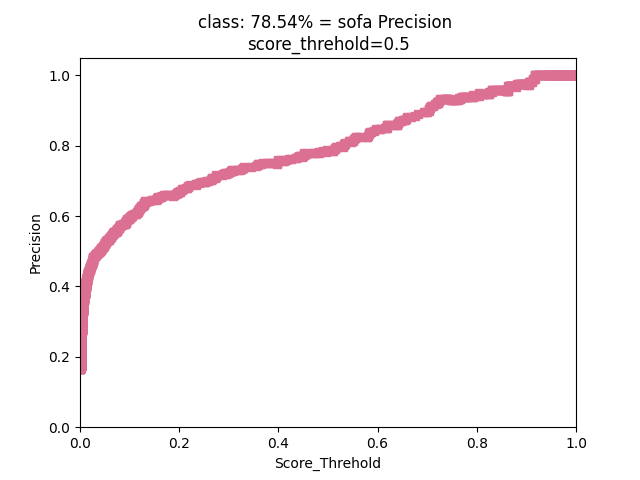 class: 78.54% = sofa Precision
score_threhold=0.5
1.0
0.8
0.6
0.4
0.2
0.0
Precision
0.0 0.2 0.4 0.6 0.8 1.0
Score_Threhold